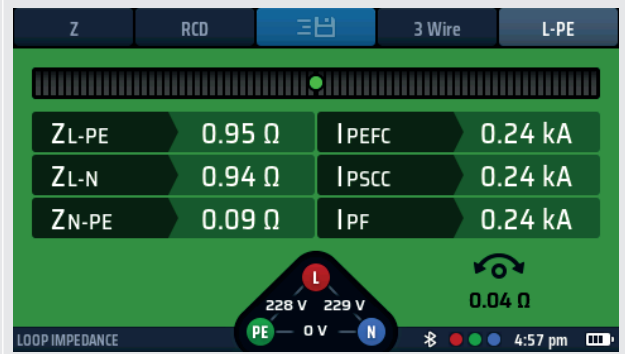 Z RCD 3 Wire L-PE
ZL-PE 0.95 Ω IPEFC 0.24 kA
ZL-N 0.94 Ω IPSCC 0.24 kA
ZN-PE 0.09 Ω IPF 0.24 kA
L
228 V 229 V 0.04 Ω
PE 0 V N
LOOP IMPEDANCE 4:57 pm